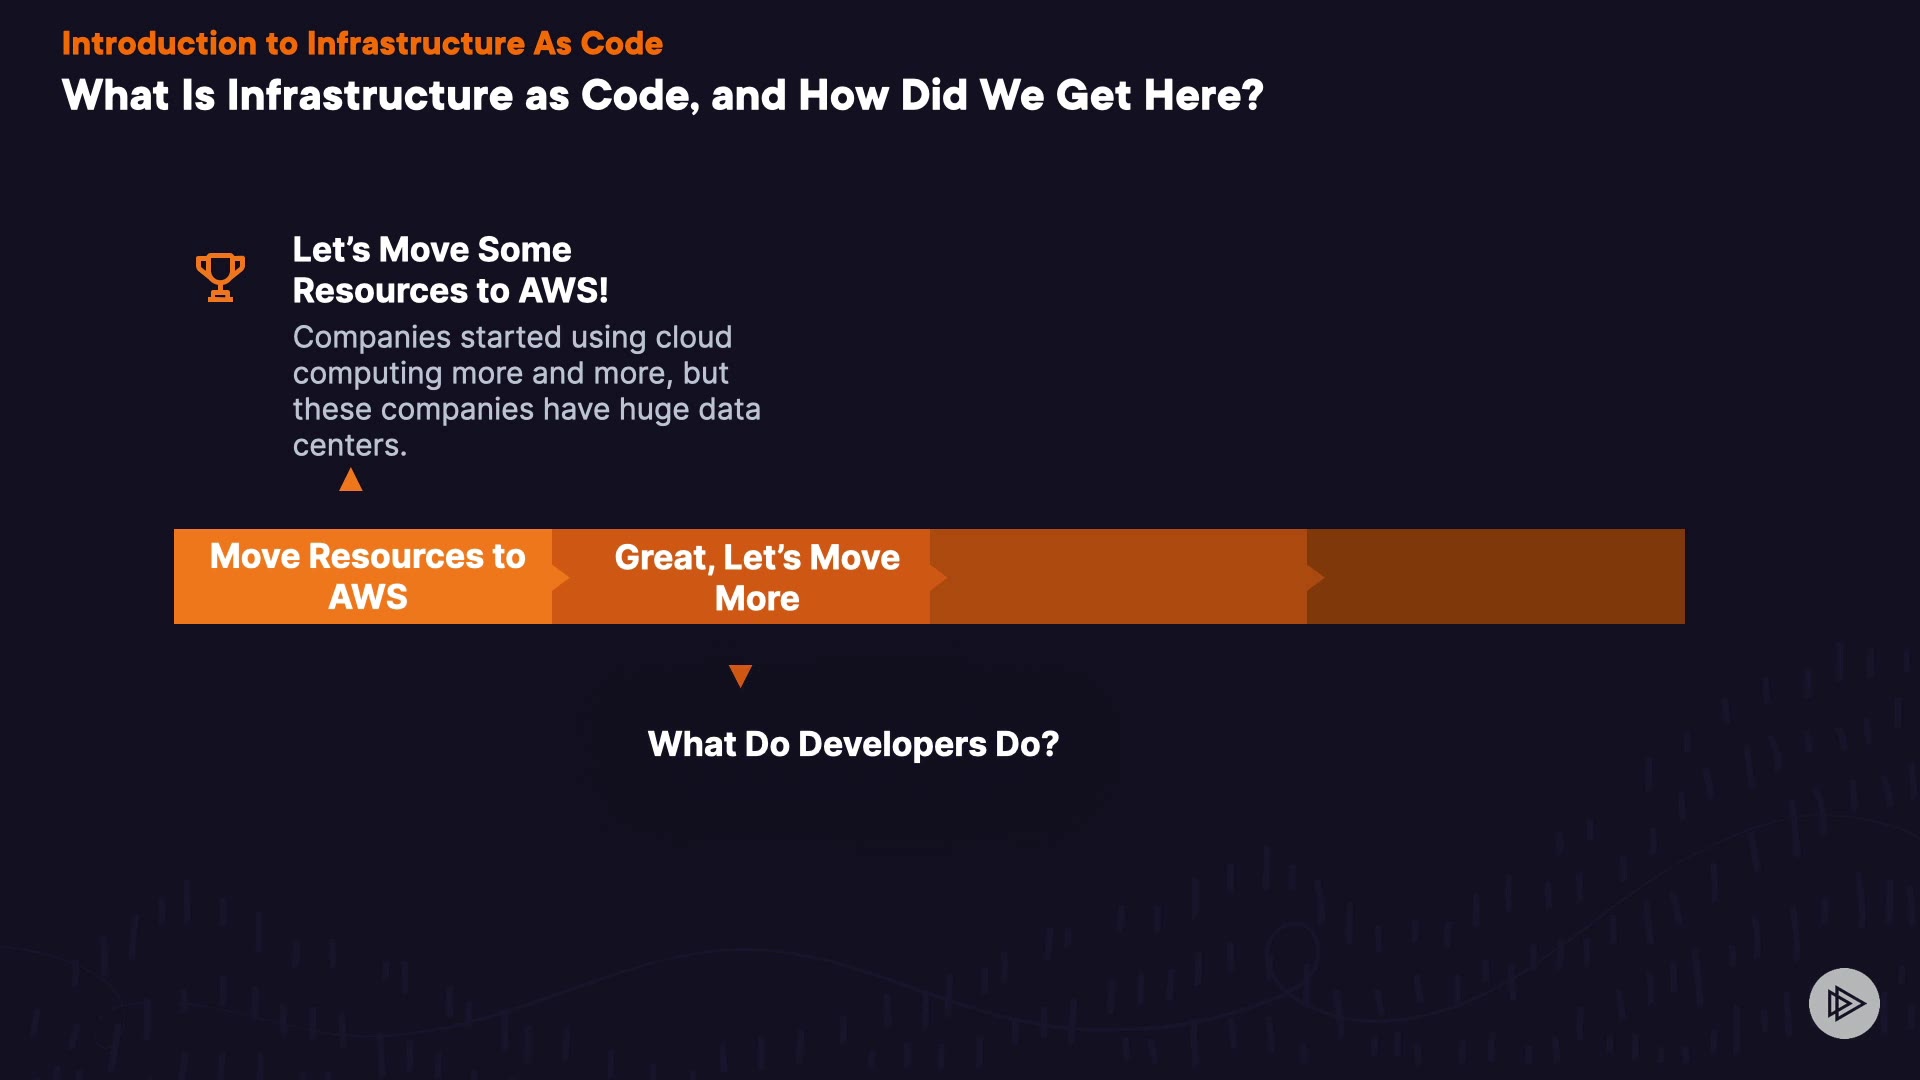 Introduction to Infrastructure As Code
What Is Infrastructure as Code, and How Did We Get Here?
Let's Move Some
Resources to AWS!
Companies started using cloud
computing more and more, but
these companies have huge data
centers.
Move Resources to
AWS
Great, Let's Move
More
What Do Developers Do?